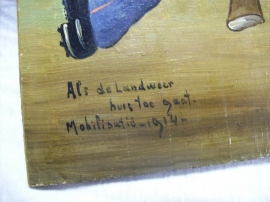 Als de Landweer
huis toe gaat.
Mobilisatie-1914-